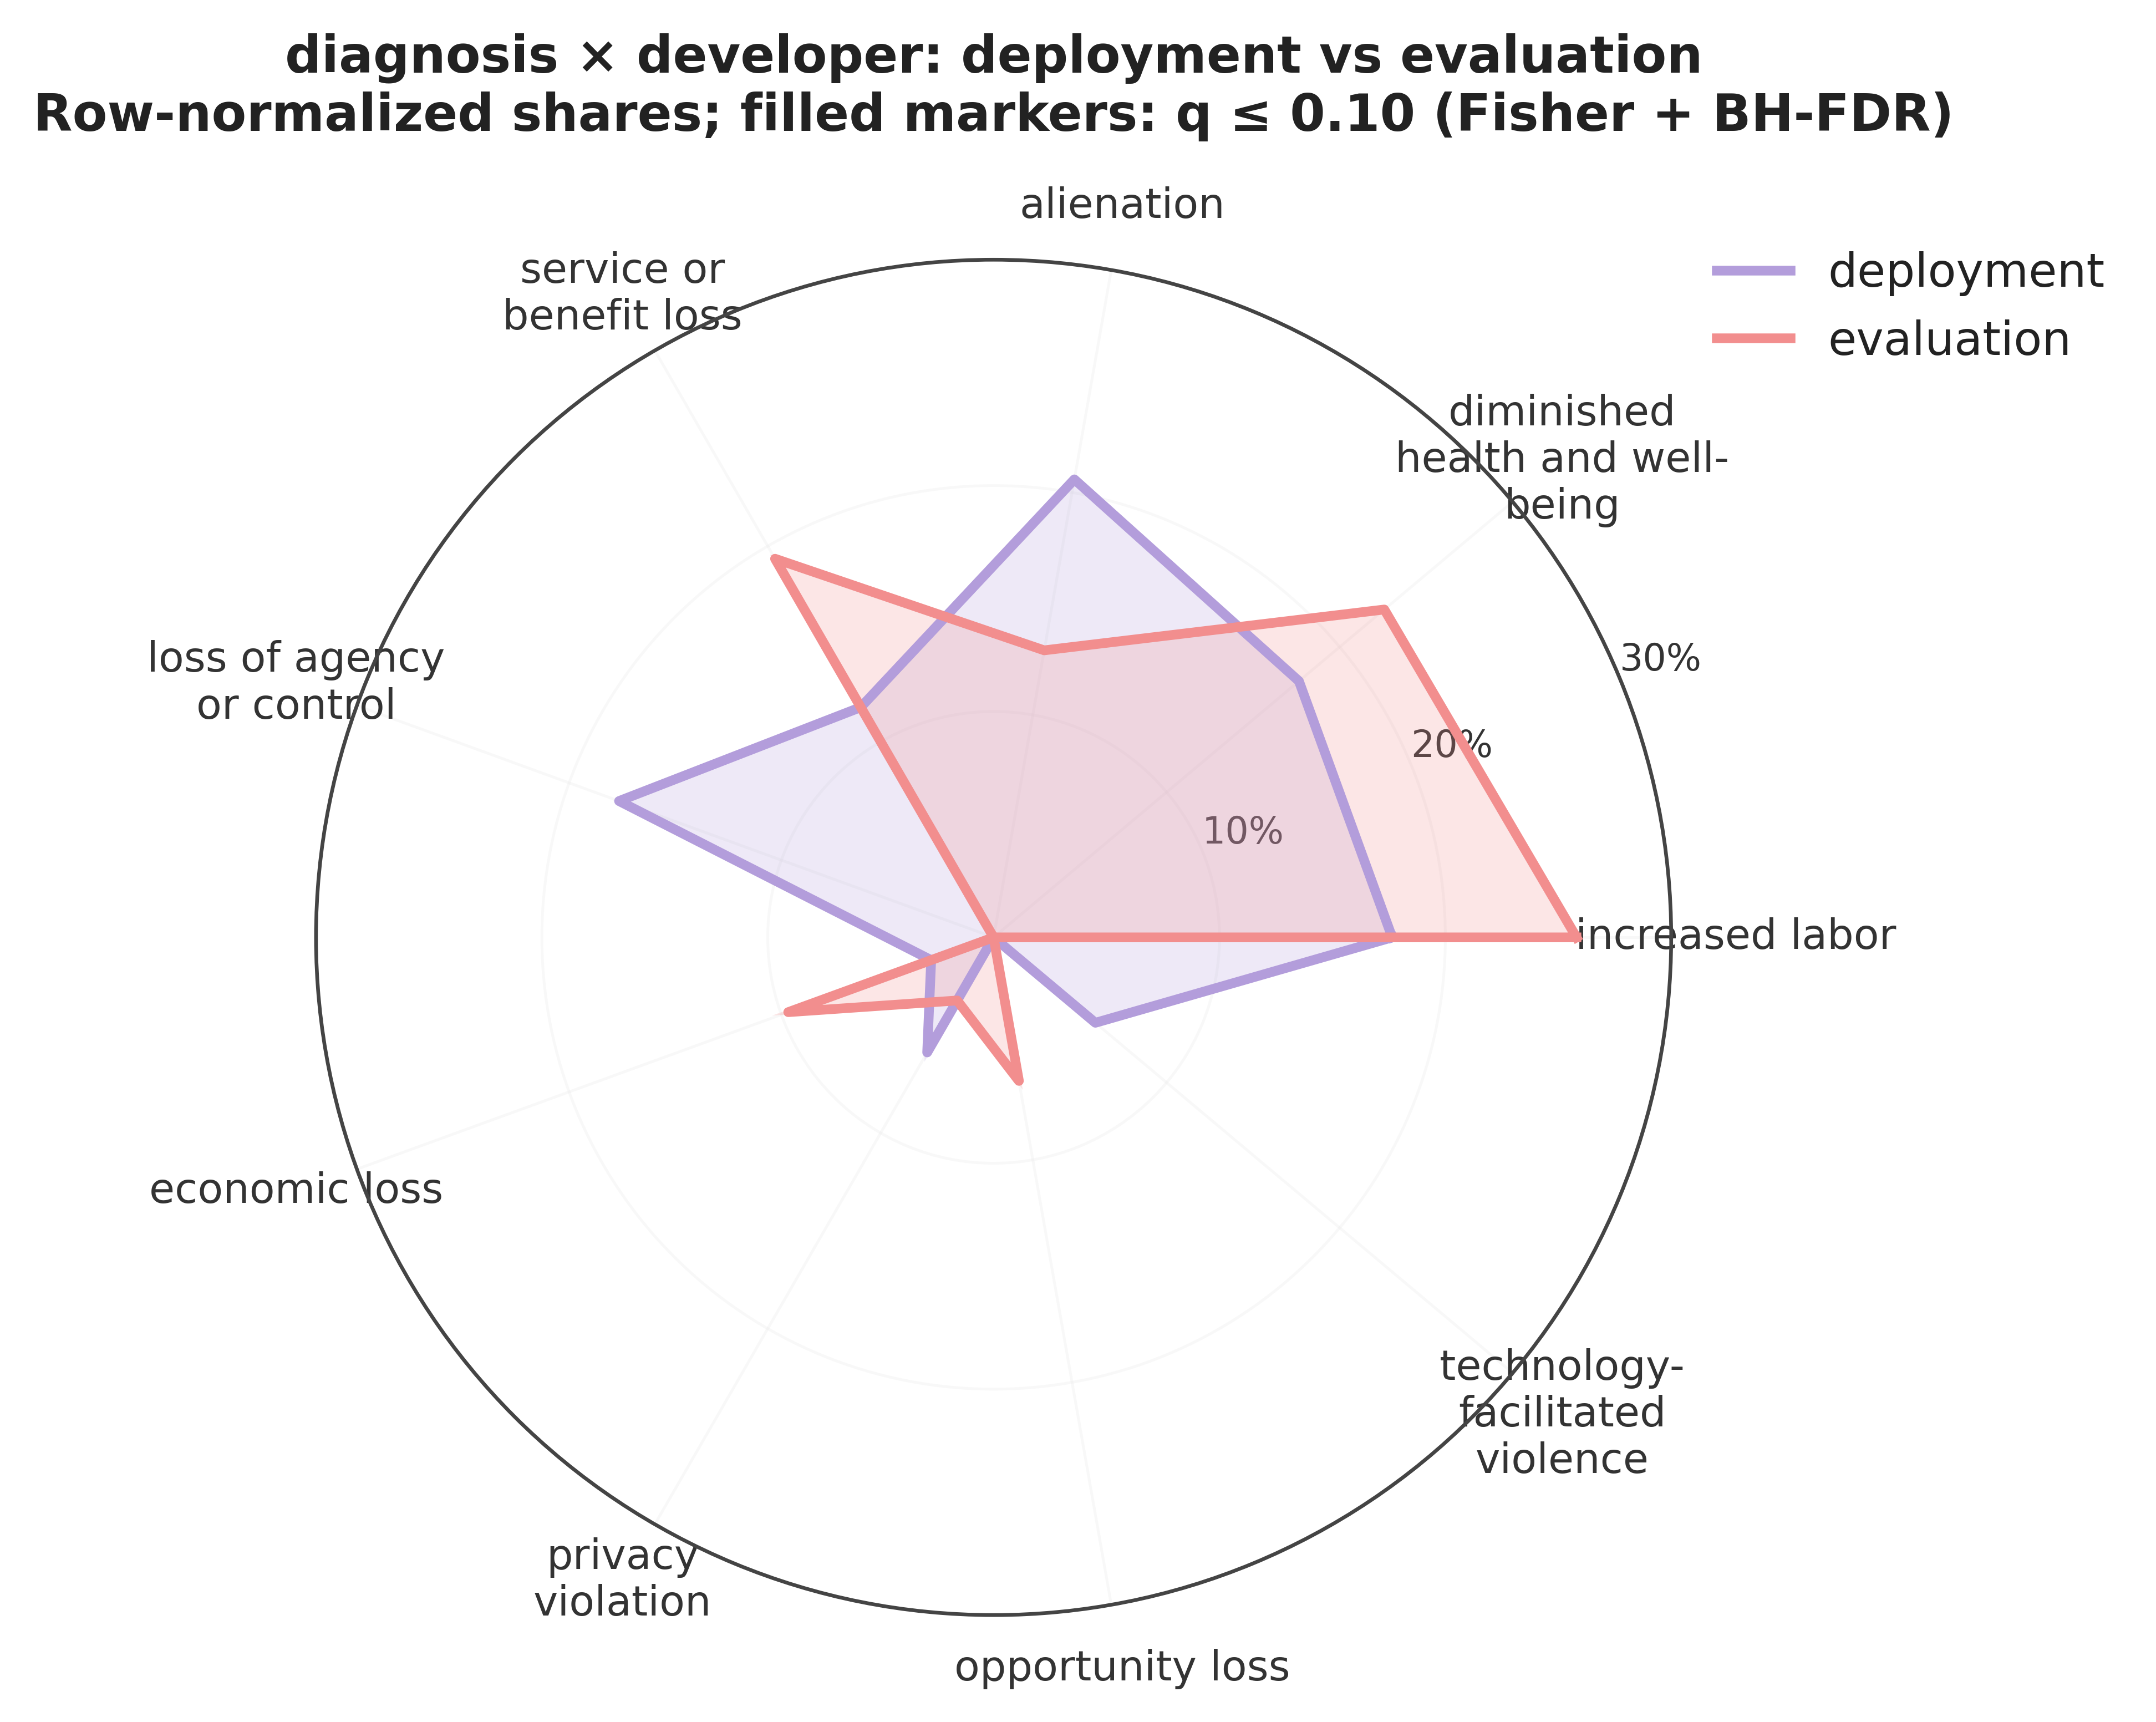 diagnosis × developer: deployment vs evaluation
Row-normalized shares; filled markers: q ≤ 0.10 (Fisher + BH-FDR)
alienation
service or
benefit loss
deployment
evaluation
diminished
health and well-
being
loss of agency
or control
30%
20%
10%
increased labor
economic loss
technology-
facilitated
violence
privacy
violation
opportunity loss